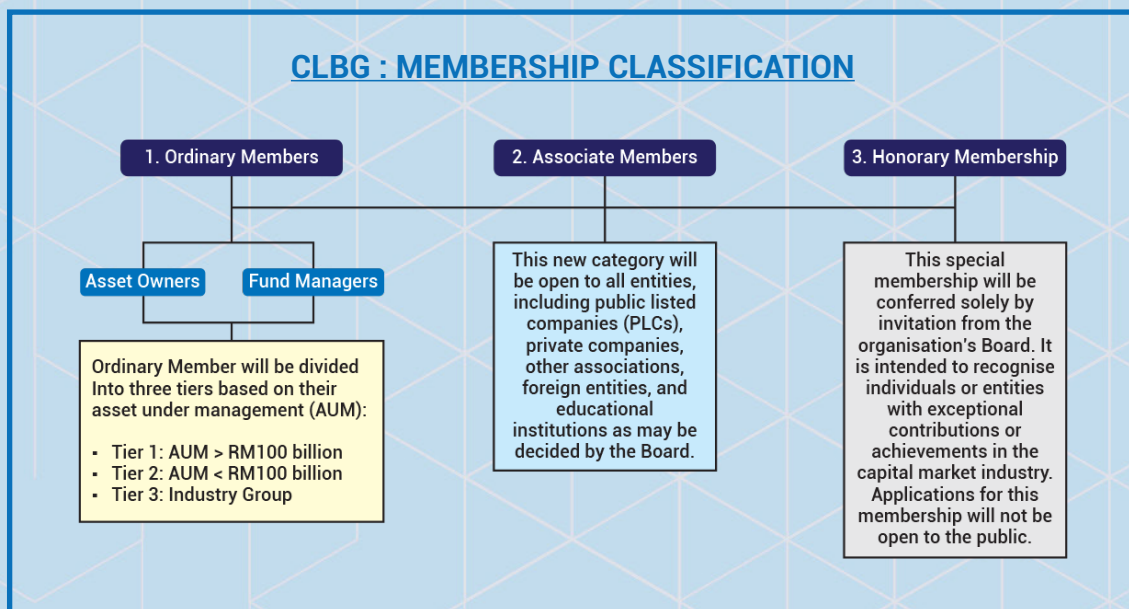 CLBG : MEMBERSHIP CLASSIFICATION
1. Ordinary Members
Asset Owners
Fund Managers
Ordinary Member will be divided
Into three tiers based on their
asset under management (AUM):
▪ Tier 1: AUM > RM100 billion
▪ Tier 2: AUM < RM100 billion
▪ Tier 3: Industry Group
2. Associate Members
This new category will
be open to all entities,
including public listed
companies (PLCs),
private companies,
other associations,
foreign entities, and
educational
institutions as may be
decided by the Board.
3. Honorary Membership
This special
membership will be
conferred solely by
invitation from the
organisation's Board. It
is intended to recognise
individuals or entities
with exceptional
contributions or
achievements in the
capital market industry.
Applications for this
membership will not be
open to the public.